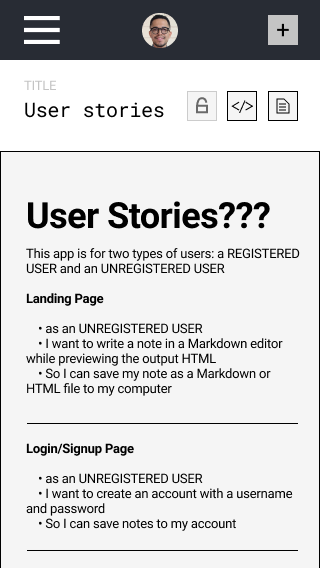 TITLE
User stories
</>
User Stories???
This app is for two types of users: a REGISTERED
USER and an UNREGISTERED USER
Landing Page
• as an UNREGISTERED USER
• I want to write a note in a Markdown editor
while previewing the output HTML
• So I can save my note as a Markdown or
HTML file to my computer
Login/Signup Page
• as an UNREGISTERED USER
• I want to create an account with a username
and password
• So I can save notes to my account